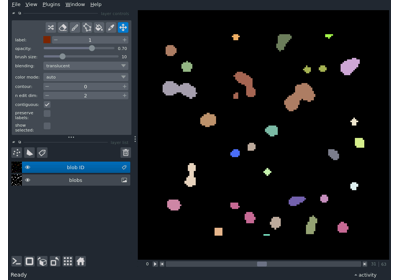 File View Plugins Window Help
label: 1
opacity: 0.70
brush size: 10
blending: translucent
color mode: auto
contour: 0
n edit dim: 2
contiguous:
preserve labels:
show selected:
blob ID
blobs
Ready
activity